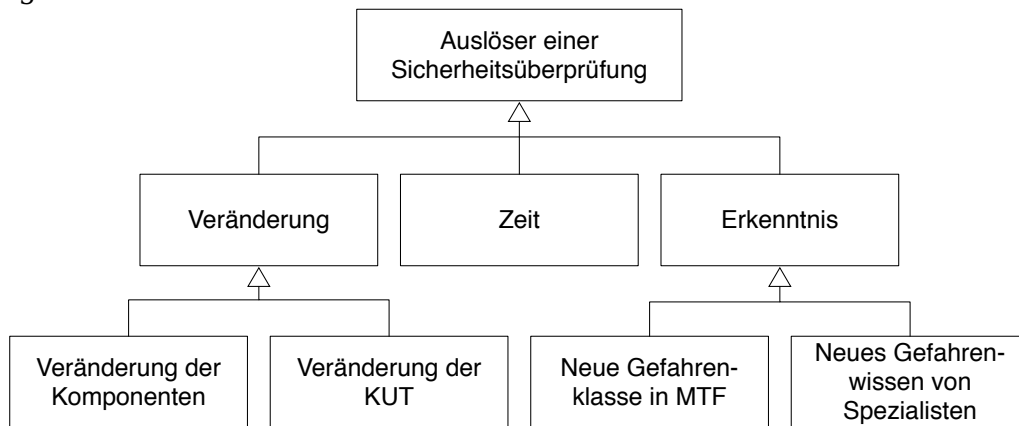 Auslöser einer
Sicherheitsüberprüfung
Veränderung
Zeit
Erkenntnis
Veränderung der
Komponenten
Veränderung der
KUT
Neue Gefahren-
klasse in MTF
Neues Gefahren-
wissen von
Spezialisten